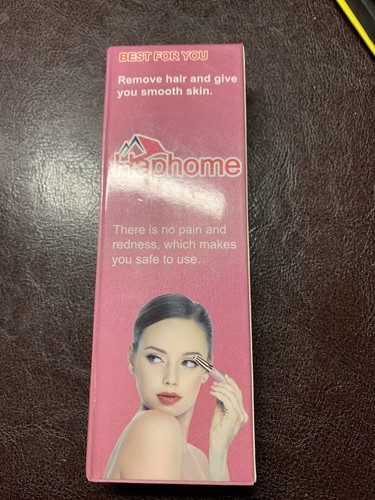 BEST FOR YOU
Remove hair and give
you smooth skin.
Hephome
There is no pain and
redness, which makes
you safe to use.